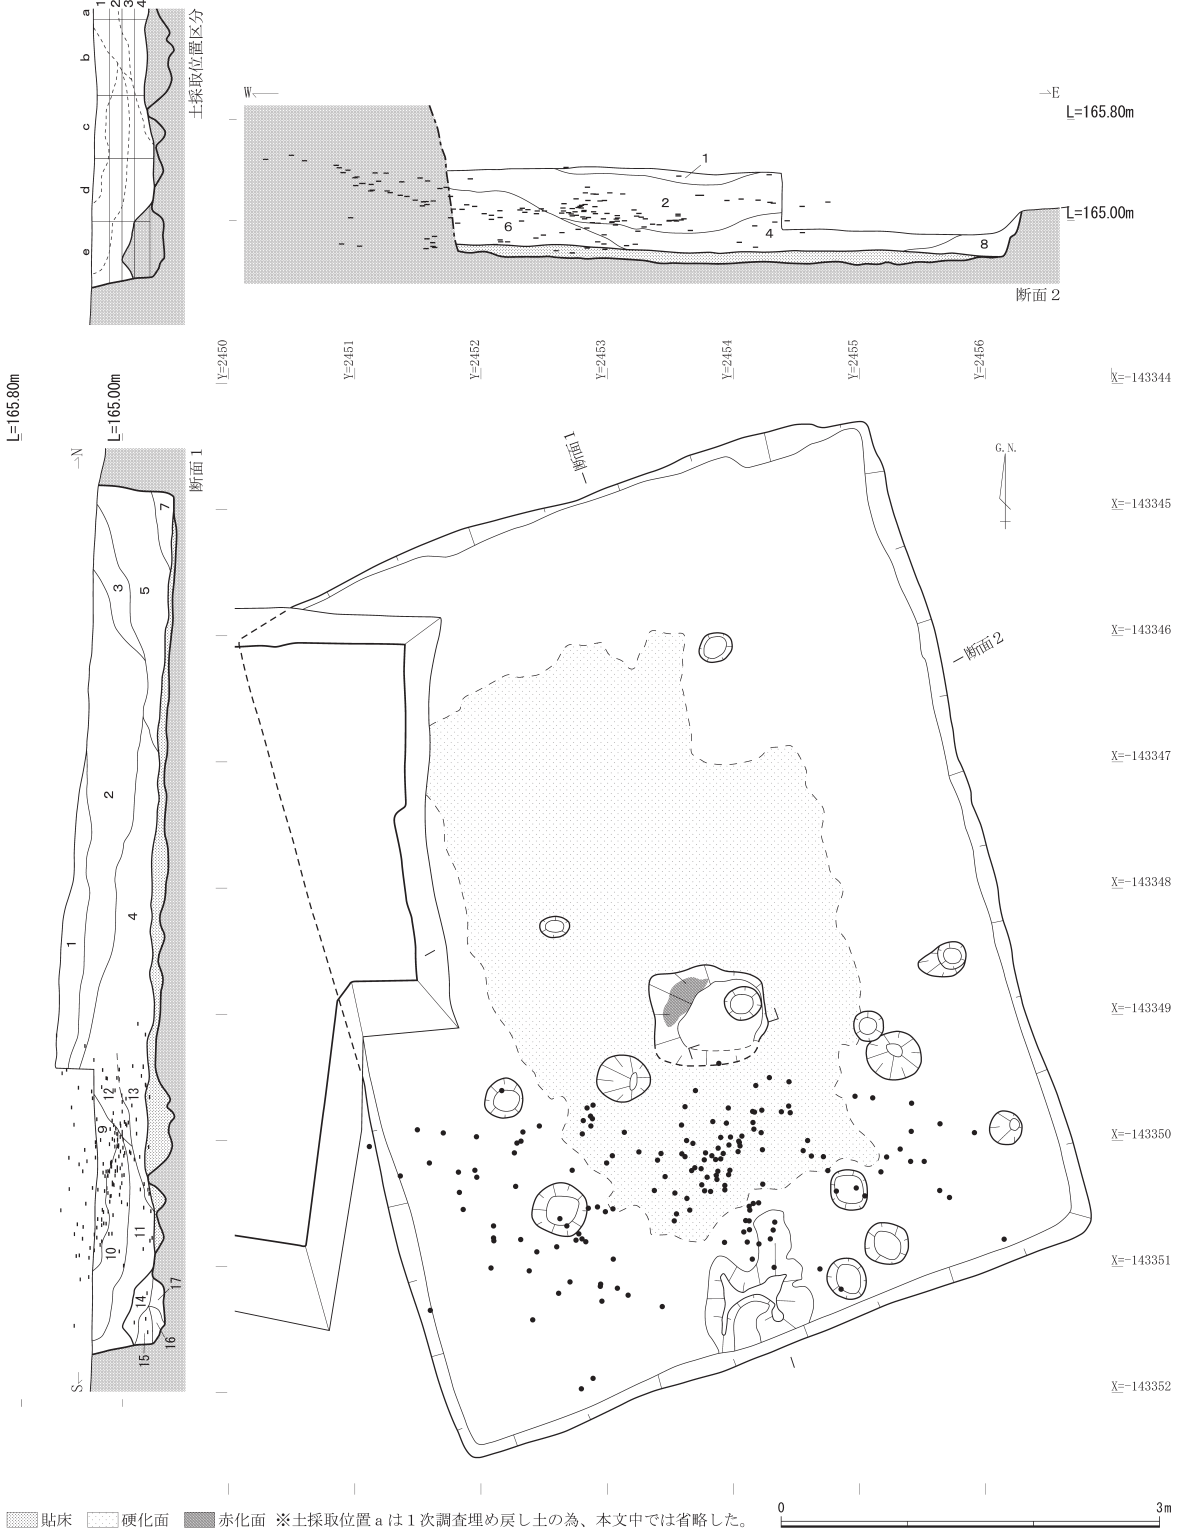 1
2
3
4
a
b
c
d
e
土採取位置区分
W
E
L=165.80m
L=165.00m
1
2
6
4
8
断面2
L=165.80m
L=165.00m
Y=2450
Y=2451
Y=2452
Y=2453
Y=2454
Y=2455
Y=2456
X=-143344
X=-143345
X=-143346
X=-143347
X=-143348
X=-143349
X=-143350
X=-143351
X=-143352
N
断面1
7
3
5
2
4
1
12
13
9
10
11
14
17
15
16
S
断面1
G.N.
断面2
貼床 硬化面 赤化面 ※土採取位置aは1次調査埋め戻し土の為、本文中では省略した。
0 3m